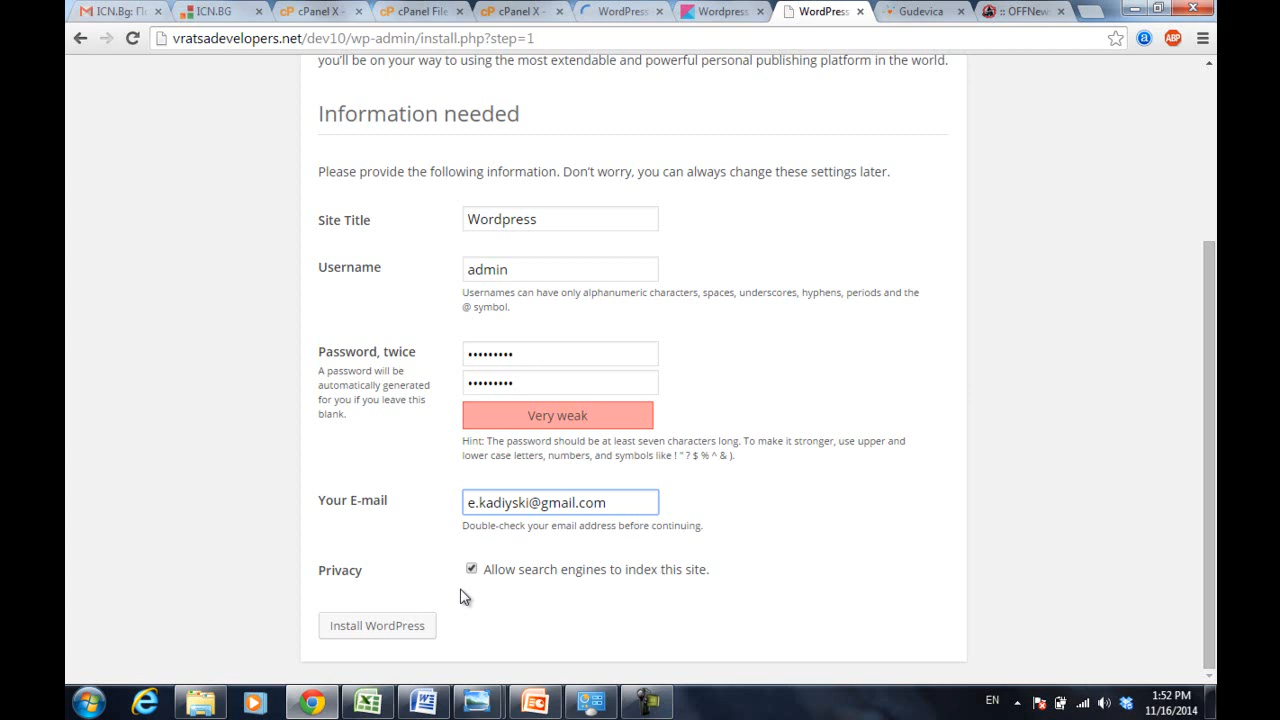 ICN.Bg: По
ICN.BG
cPanel X -
cPanel File
cPanel X -
WordPress
Wordpress
WordPress
Gudevica
:: OFFNew
vratsadevelopers.net/dev10/wp-admin/install.php?step=1
you'll be on your way to using the most extendable and powerful personal publishing platform in the world.
Information needed
Please provide the following information. Don't worry, you can always change these settings later.
Site Title
Wordpress
Username
admin
Usernames can have only alphanumeric characters, spaces, underscores, hyphens, periods and the
@ symbol.
Password, twice
A password will be
automatically generated
for you if you leave this
blank.
•••••••••
•••••••••
Very weak
Hint: The password should be at least seven characters long. To make it stronger, use upper and
lower case letters, numbers, and symbols like ! " ? $ % ^ & ).
Your E-mail
e.kadiyski@gmail.com
Double-check your email address before continuing.
Privacy
Allow search engines to index this site.
Install WordPress
EN
1:52 PM
11/16/2014